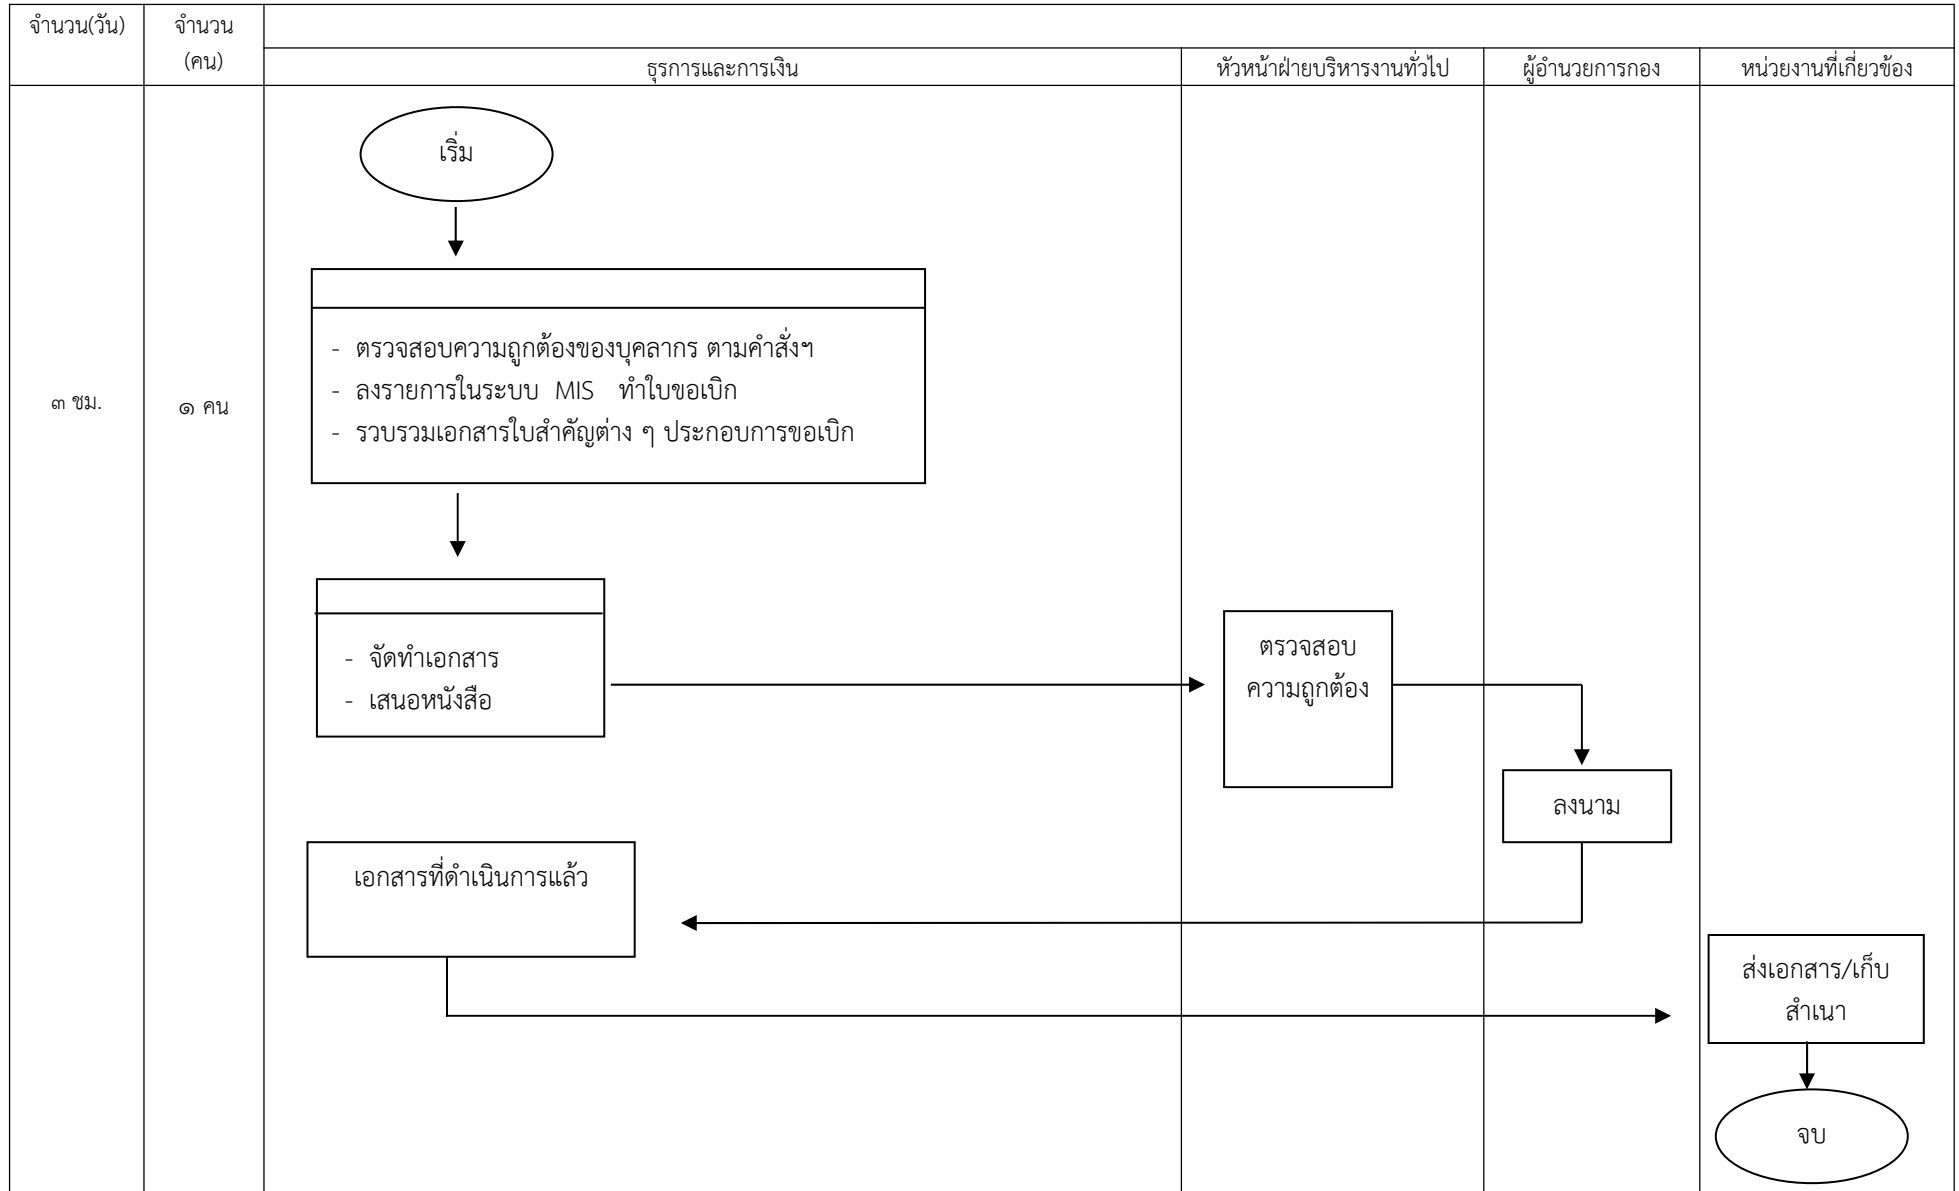 จำนวน(วัน)
จำนวน
(คน)
ธุรการและการเงิน
หัวหน้าฝ่ายบริหารงานทั่วไป
ผู้อำนวยการกอง
หน่วยงานที่เกี่ยวข้อง
เริ่ม
- ตรวจสอบความถูกต้องของบุคลากร ตามคำสั่งฯ
- ลงรายการในระบบ MIS ทำใบขอเบิก
- รวบรวมเอกสารใบสำคัญต่าง ๆ ประกอบการขอเบิก
๓ ชม.
๑ คน
- จัดทำเอกสาร
- เสนอหนังสือ
ตรวจสอบ
ความถูกต้อง
ลงนาม
เอกสารที่ดำเนินการแล้ว
ส่งเอกสาร/เก็บ
สำเนา
จบ